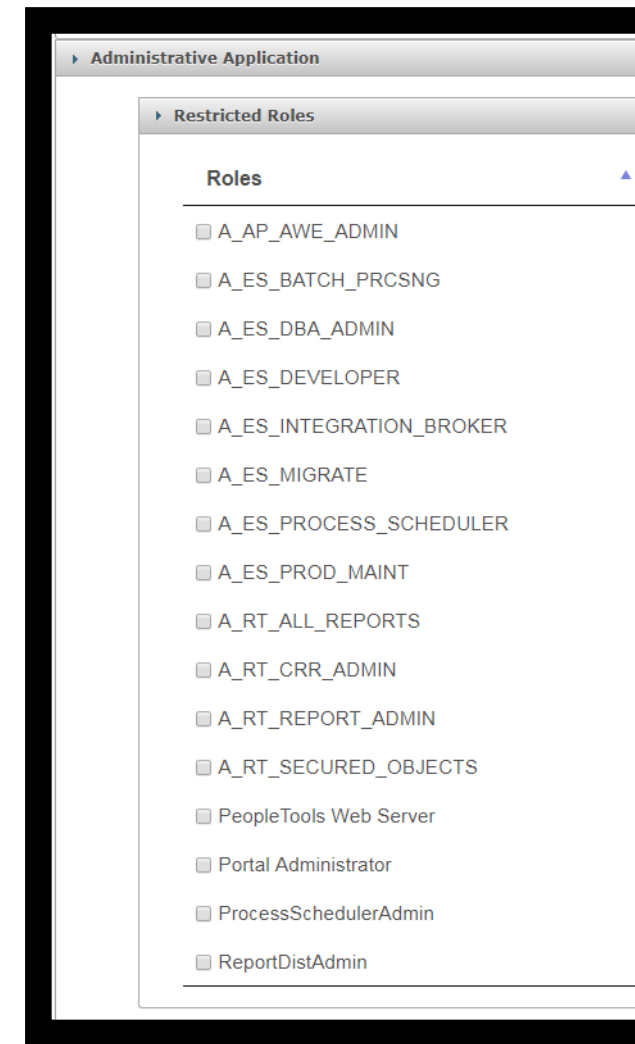 Administrative Application
Restricted Roles
Roles
A_AP_AWE_ADMIN
A_ES_BATCH_PRCSNG
A_ES_DBA_ADMIN
A_ES_DEVELOPER
A_ES_INTEGRATION_BROKER
A_ES_MIGRATE
A_ES_PROCESS_SCHEDULER
A_ES_PROD_MAINT
A_RT_ALL_REPORTS
A_RT_CRR_ADMIN
A_RT_REPORT_ADMIN
A_RT_SECURED_OBJECTS
PeopleTools Web Server
Portal Administrator
ProcessSchedulerAdmin
ReportDistAdmin